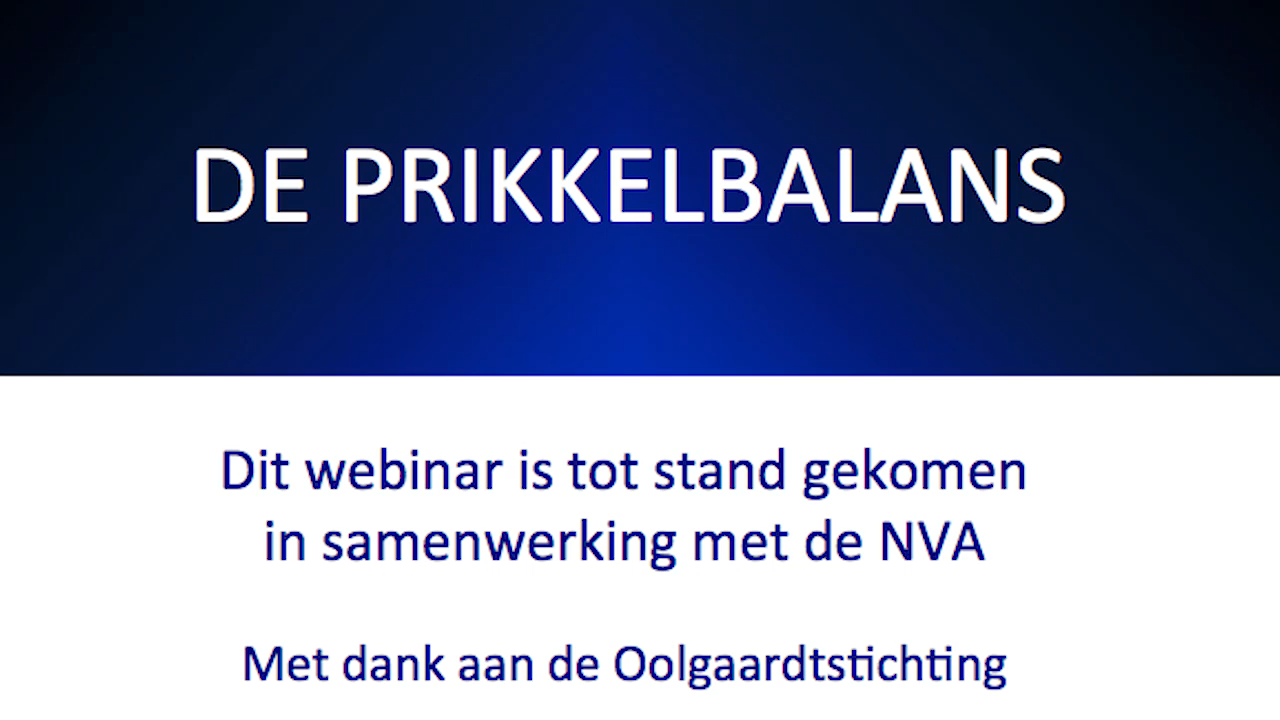 DE PRIKKELBALANS
Dit webinar is tot stand gekomen
in samenwerking met de NVA
Met dank aan de Oolgaardtstichting